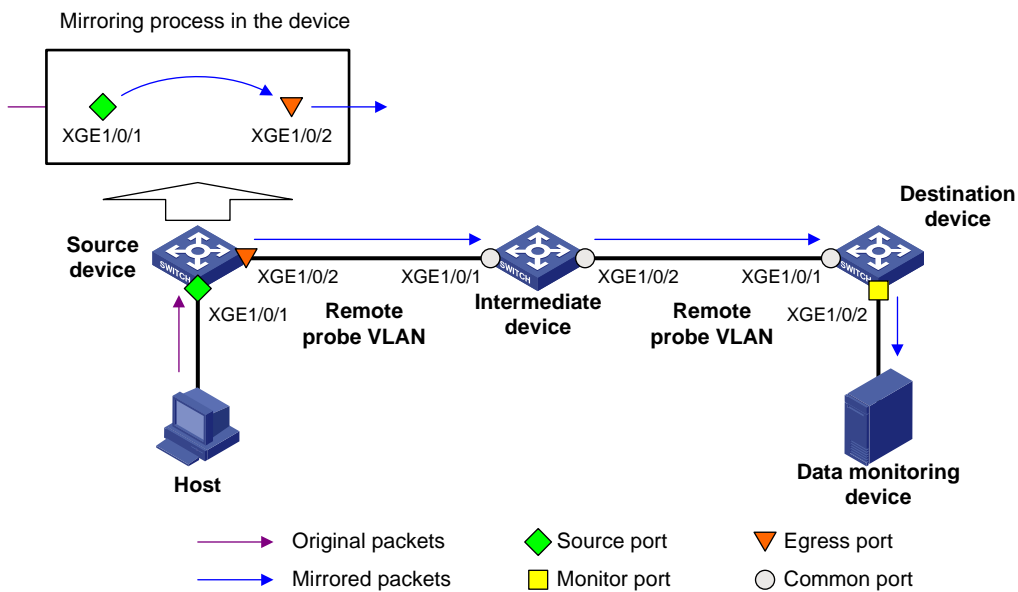 Mirroring process in the device
XGE1/0/1
XGE1/0/2
Destination
device
Source
device
SWITCH
SWITCH
SWITCH
XGE1/0/2
XGE1/0/1
XGE1/0/2
XGE1/0/1
XGE1/0/1
Remote
probe VLAN
Intermediate
device
Remote
probe VLAN
XGE1/0/2
Host
Data monitoring
device
Original packets
Source port
Egress port
Mirrored packets
Monitor port
Common port